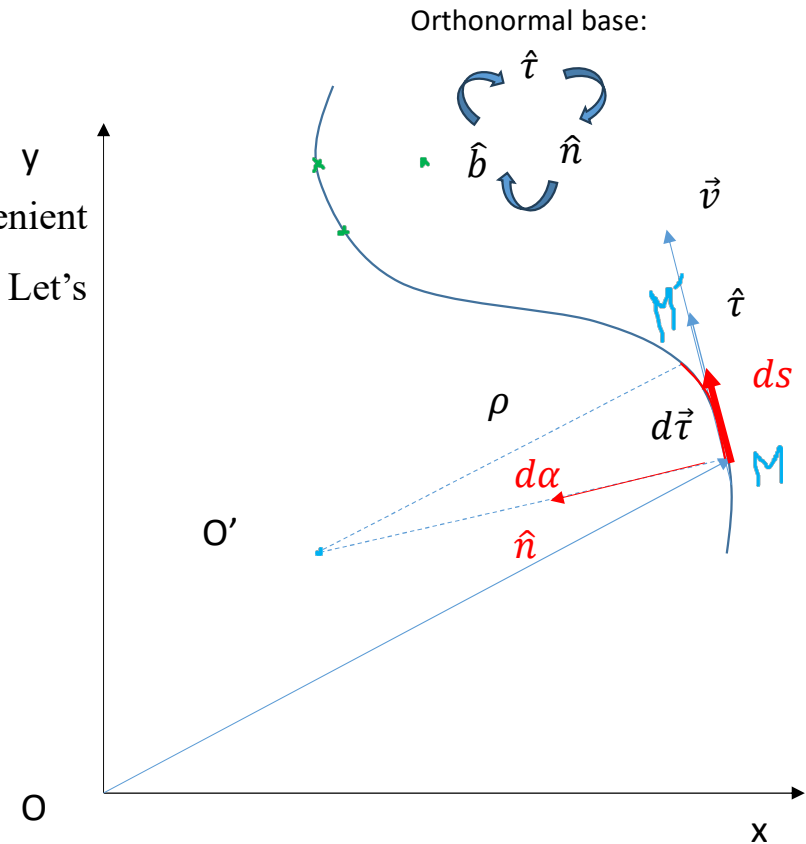 Orthonormal base:
τ̂
b̂
n̂
y
enient
Let's
v⃗
M'
τ̂
ds
ρ
dτ⃗
M
dα
O'
n̂
O
x